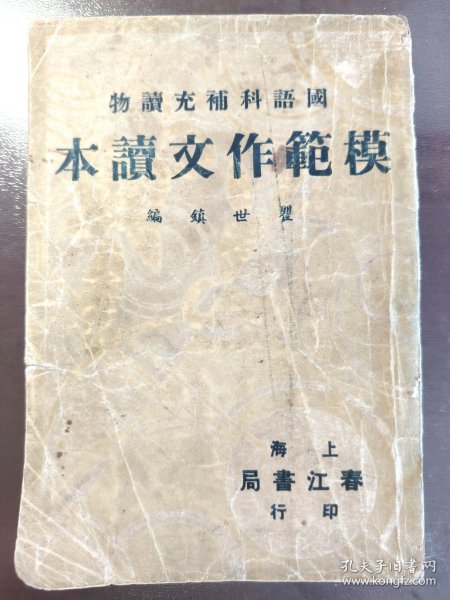 國語科補充讀物
模範作文讀本
瞿世鎮編
上海
春江書局
印行
孔夫子旧书网
www.kongfz.com